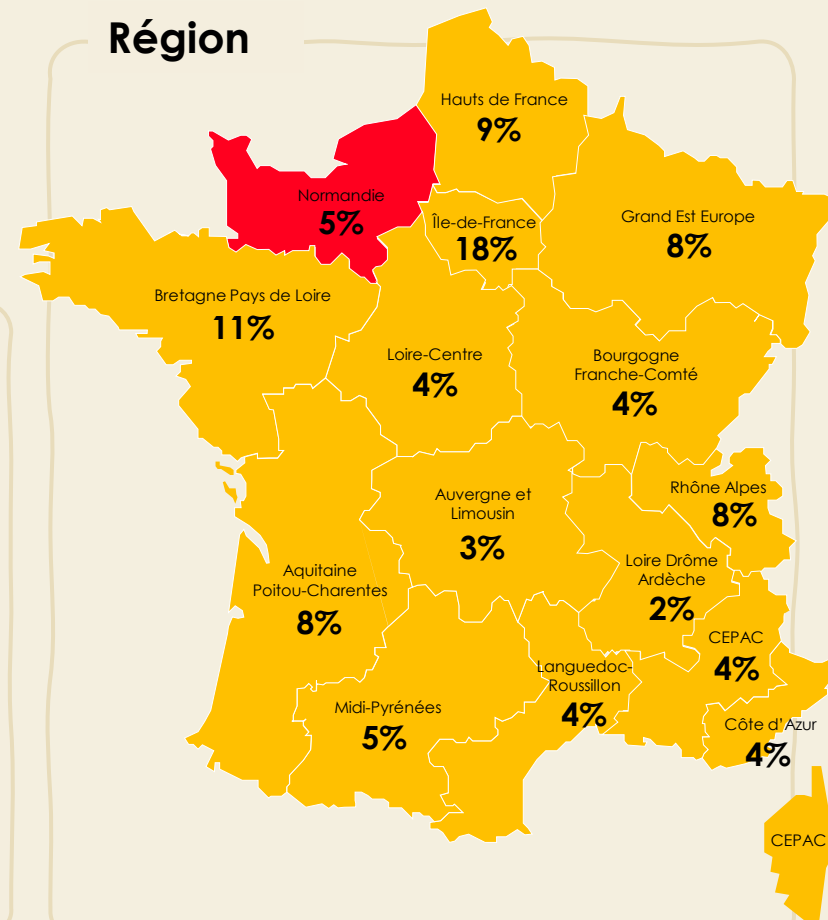 Région
Hauts de France
9%
Normandie
5%
Île-de-France
18%
Grand Est Europe
8%
Bretagne Pays de Loire
11%
Loire-Centre
4%
Bourgogne
Franche-Comté
4%
Rhône Alpes
8%
Auvergne et
Limousin
3%
Loire Drôme
Ardèche
2%
Aquitaine
Poitou-Charentes
8%
CEPAC
4%
Languedoc-
Roussillon
4%
Midi-Pyrénées
5%
Côte d'Azur
4%
CEPAC